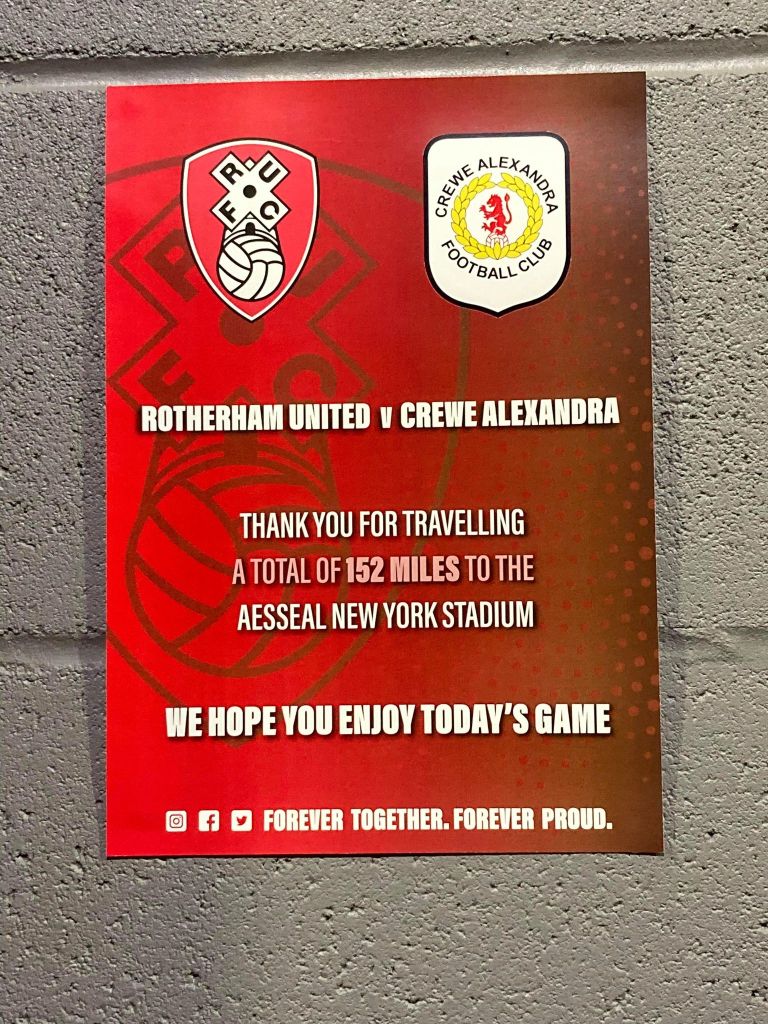 R U
F C
CREWE ALEXANDRA
FOOTBALL CLUB
R U
F C
ROTHERHAM UNITED v CREWE ALEXANDRA
THANK YOU FOR TRAVELLING
A TOTAL OF 152 MILES TO THE
AESSEAL NEW YORK STADIUM
WE HOPE YOU ENJOY TODAY'S GAME
FOREVER TOGETHER. FOREVER PROUD.